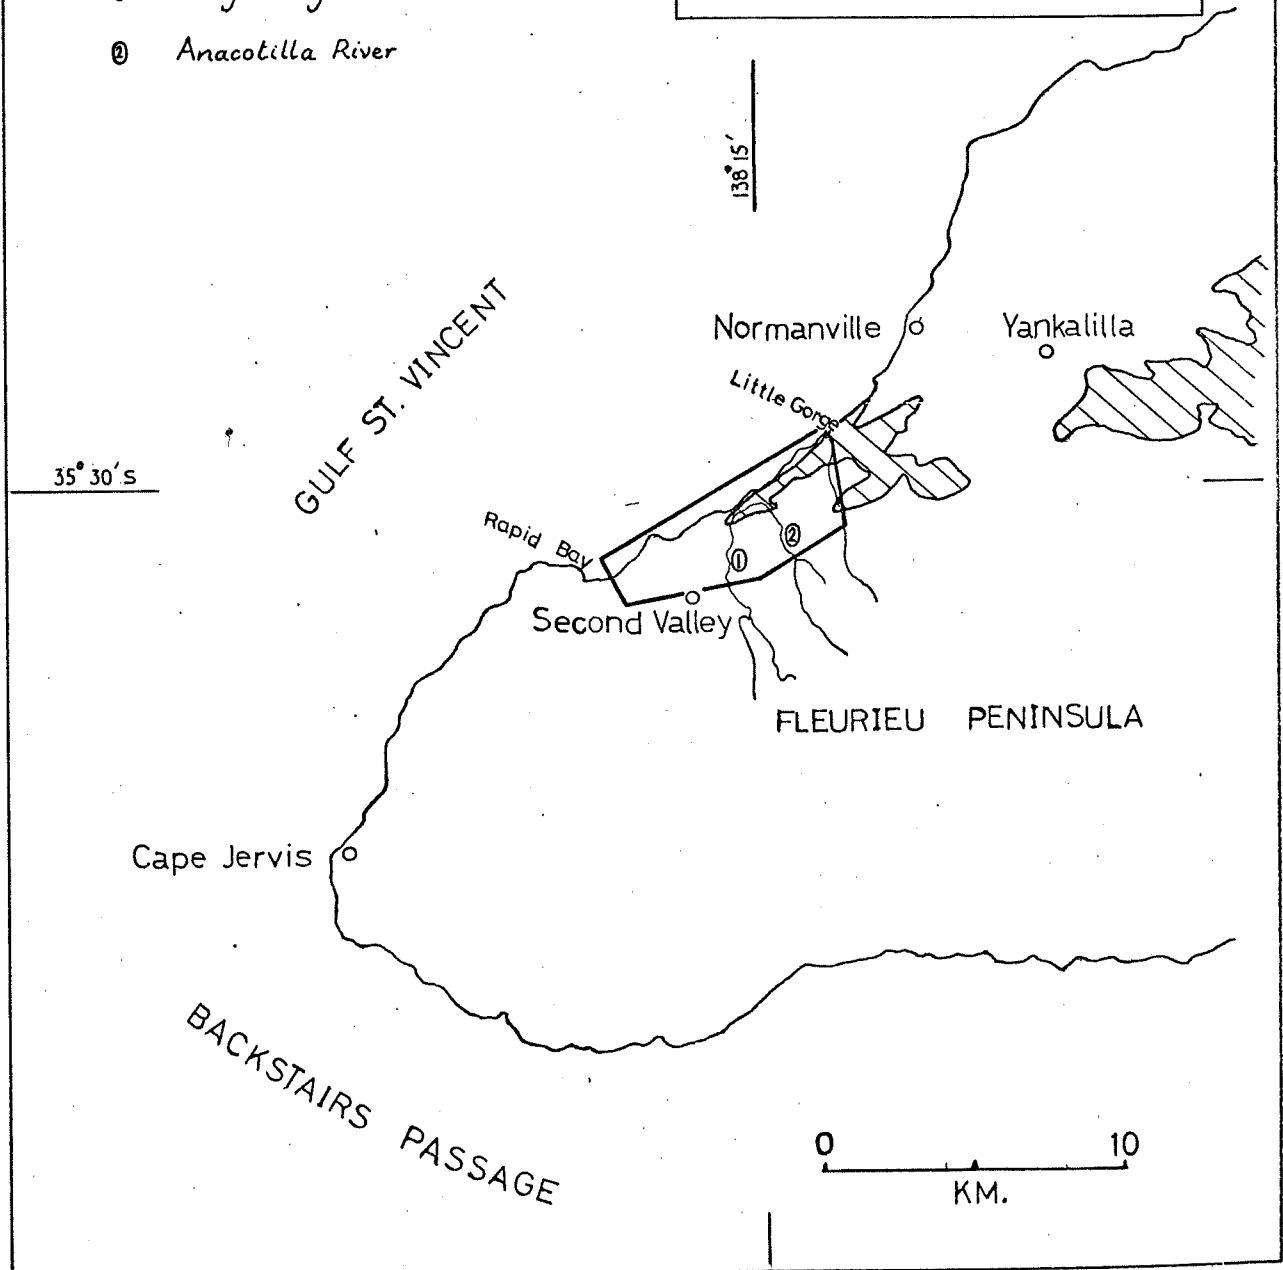 ② Anacotilla River
138°15'
GULF ST. VINCENT
Normanville
Yankalilla
Little Gorge
35°30'S
Rapid Bay
②
①
Second Valley
FLEURIEU PENINSULA
Cape Jervis
BACKSTAIRS PASSAGE
0 10
KM.